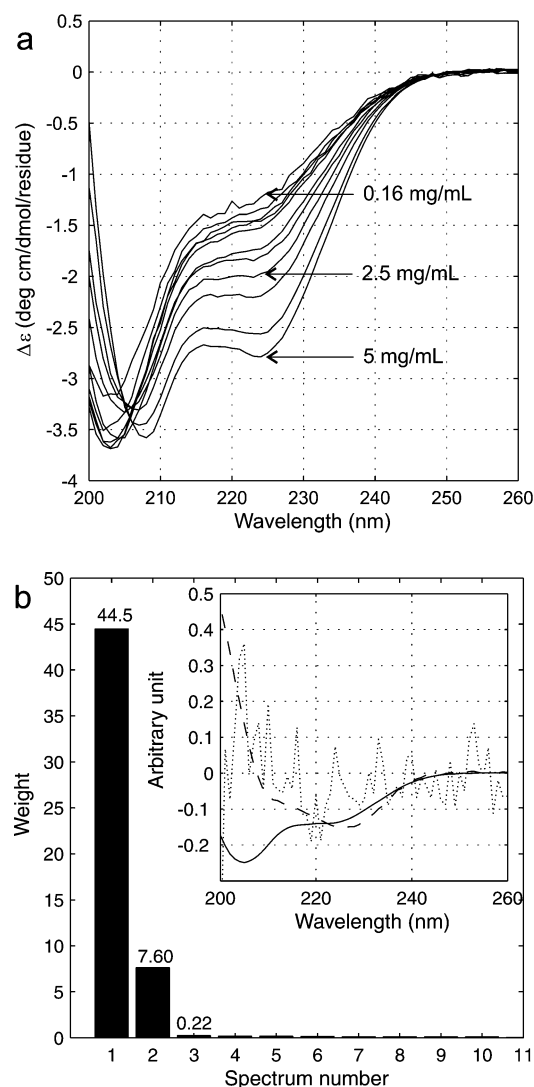 a
0.5
0
-0.5
-1
-1.5
-2
-2.5
-3
-3.5
-4
Δε (deg cm/dmol/residue)
0.16 mg/mL
2.5 mg/mL
5 mg/mL
200 210 220 230 240 250 260
Wavelength (nm)
b
50
45
40
35
30
25
20
15
10
5
0
Weight
44.5
7.60
0.22
0.5
0.4
0.3
0.2
0.1
0
-0.1
-0.2
Arbitrary unit
200 220 240 260
Wavelength (nm)
1 2 3 4 5 6 7 8 9 10 11
Spectrum number